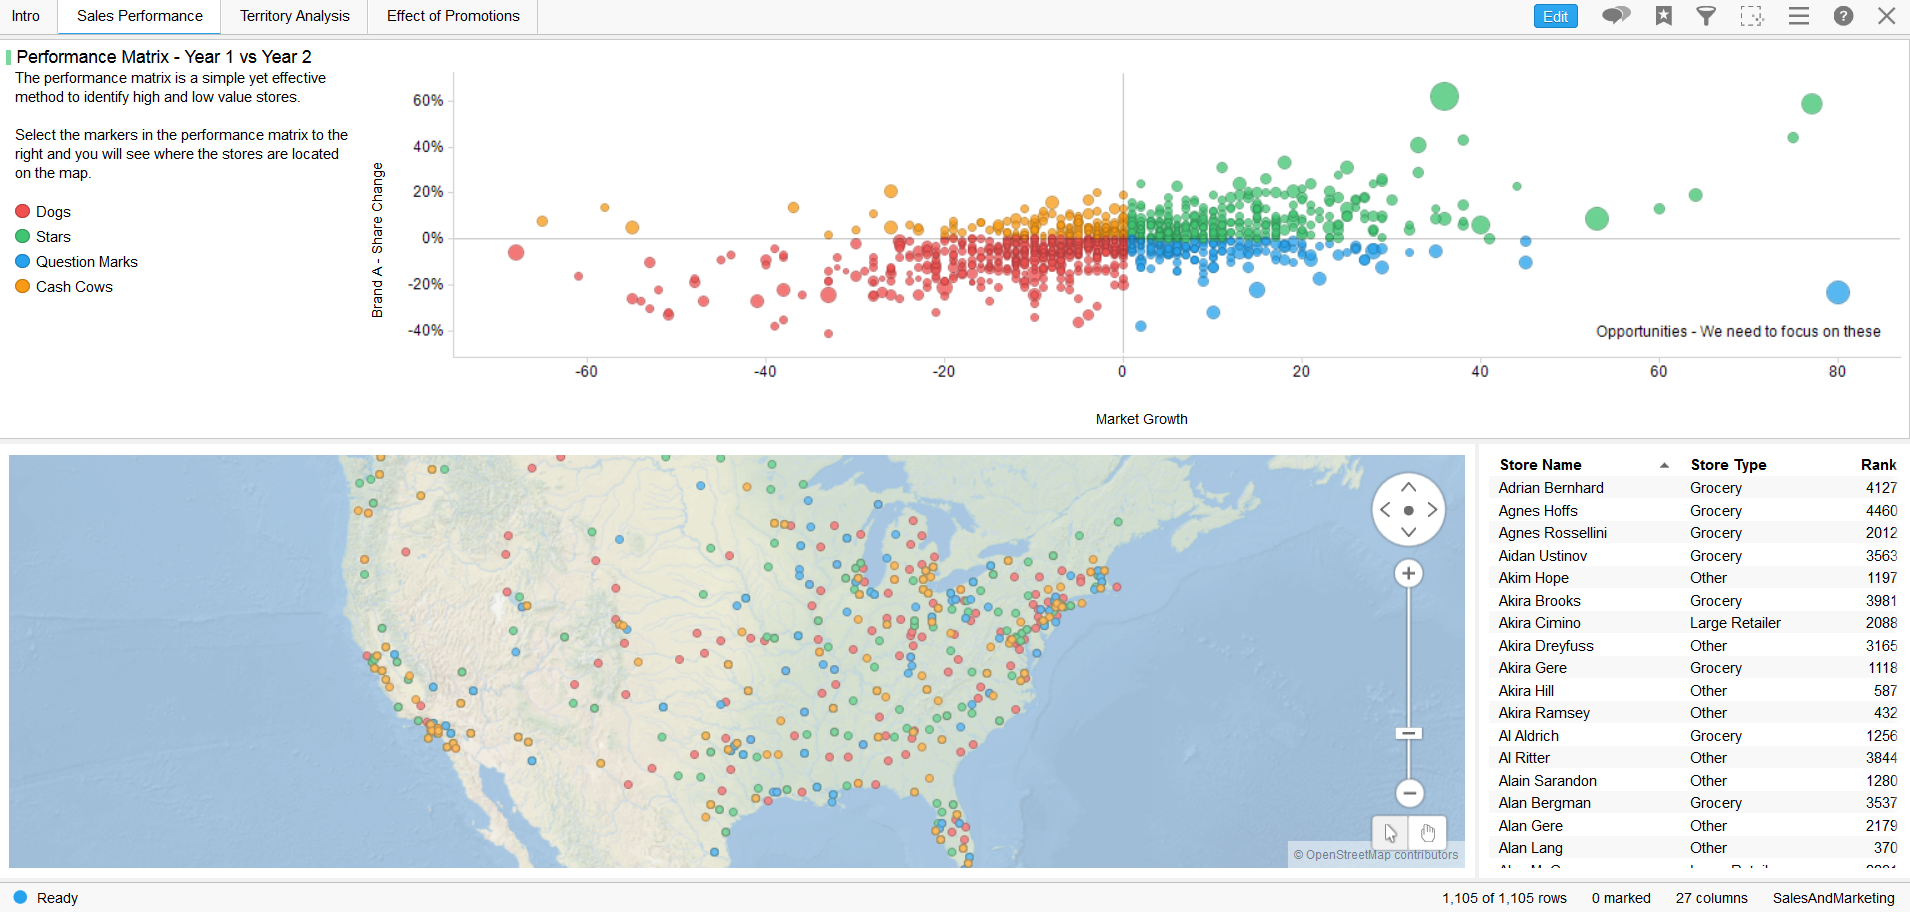 Intro
Sales Performance
Territory Analysis
Effect of Promotions
Edit
?
Performance Matrix - Year 1 vs Year 2
The performance matrix is a simple yet effective
method to identify high and low value stores.
Select the markers in the performance matrix to the
right and you will see where the stores are located
on the map.
Dogs
Stars
Question Marks
Cash Cows
Brand A - Share Change
60%
40%
20%
0%
-20%
-40%
Opportunities - We need to focus on these
-60
-40
-20
0
20
40
60
80
Market Growth
© OpenStreetMap contributors
Store Name Store Type Rank
Adrian Bernhard Grocery 4127
Agnes Hoffs Grocery 4460
Agnes Rossellini Grocery 2012
Aidan Ustinov Grocery 3563
Akim Hope Other 1197
Akira Brooks Grocery 3981
Akira Cimino Large Retailer 2088
Akira Dreyfuss Other 3165
Akira Gere Grocery 1118
Akira Hill Other 587
Akira Ramsey Other 432
Al Aldrich Grocery 1256
Al Ritter Other 3844
Alain Sarandon Other 1280
Alan Bergman Grocery 3537
Alan Gere Other 2179
Alan Lang Other 370
Ready
1,105 of 1,105 rows
0 marked
27 columns
SalesAndMarketing